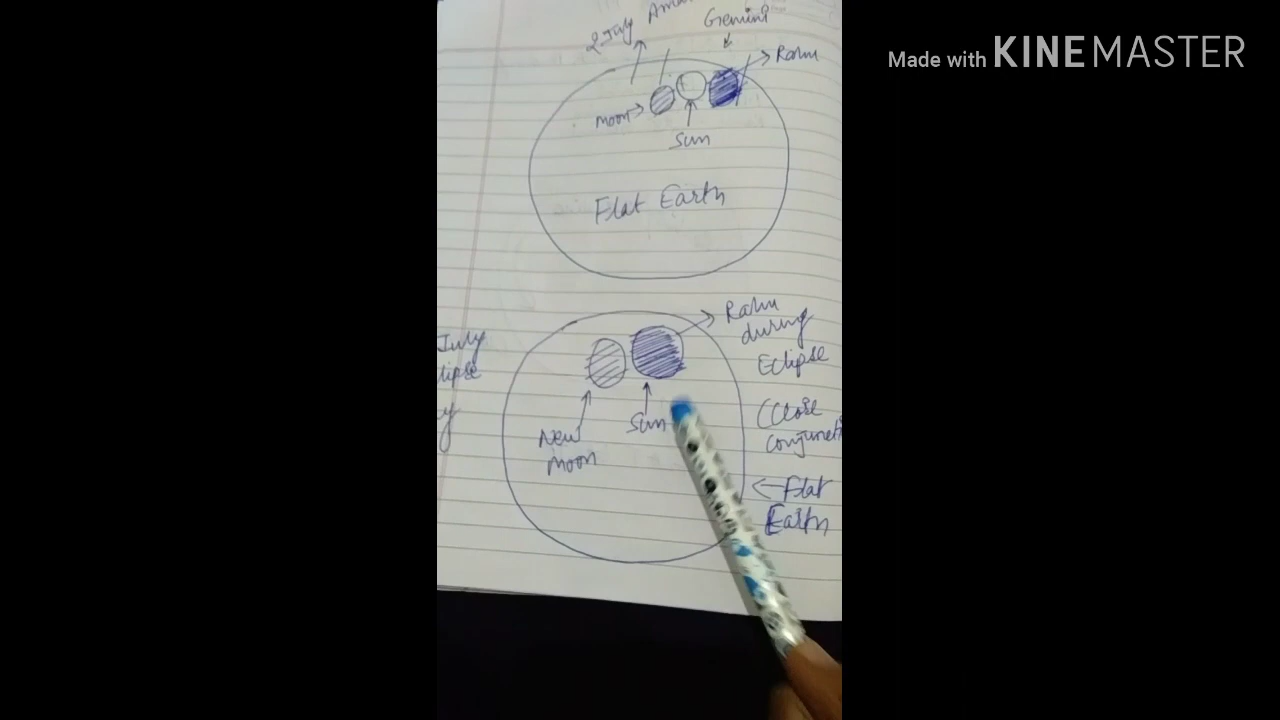 Made with KINEMASTER
2 July
Gemini
Rahu
Moon
Sun
Flat Earth
Rahu
during
Eclipse
July
Sun
(Close
New
Moon
Flat
Earth